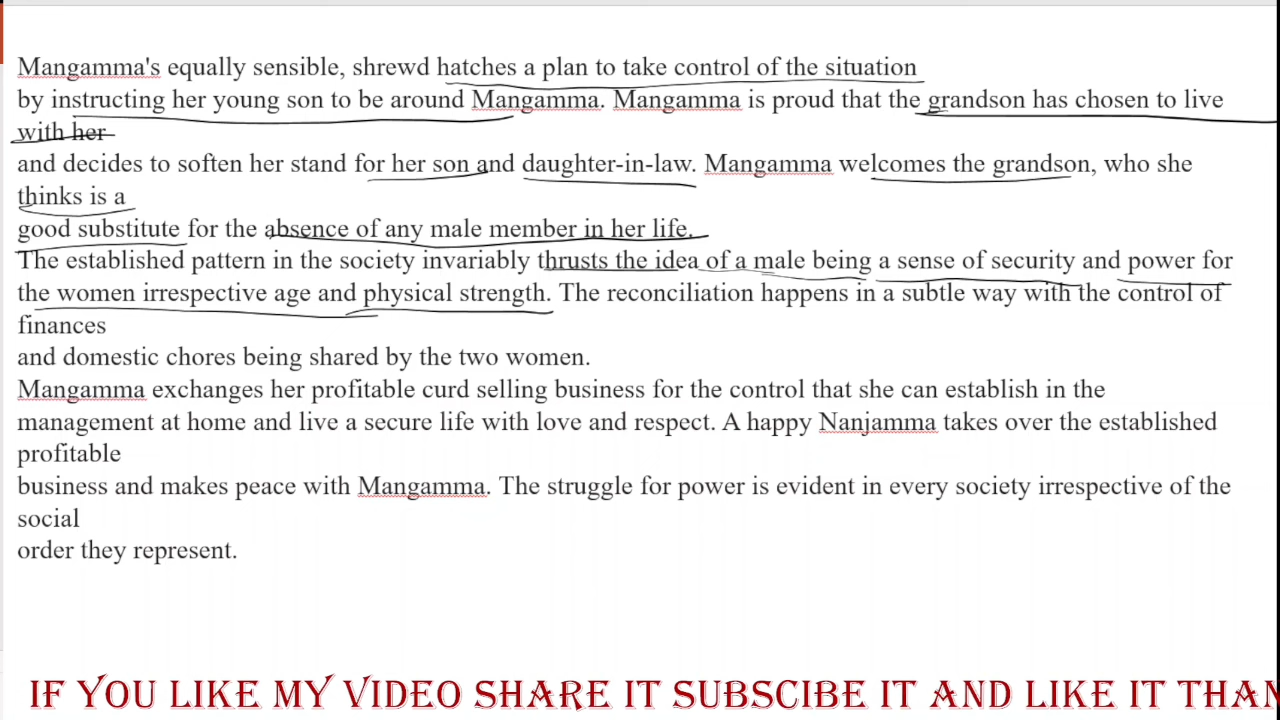 Mangamma's equally sensible, shrewd hatches a plan to take control of the situation
by instructing her young son to be around Mangamma. Mangamma is proud that the grandson has chosen to live
with her
and decides to soften her stand for her son and daughter-in-law. Mangamma welcomes the grandson, who she
thinks is a
good substitute for the absence of any male member in her life.
The established pattern in the society invariably thrusts the idea of a male being a sense of security and power for
the women irrespective age and physical strength. The reconciliation happens in a subtle way with the control of
finances
and domestic chores being shared by the two women.
Mangamma exchanges her profitable curd selling business for the control that she can establish in the
management at home and live a secure life with love and respect. A happy Nanjamma takes over the established
profitable
business and makes peace with Mangamma. The struggle for power is evident in every society irrespective of the
social
order they represent.
IF YOU LIKE MY VIDEO SHARE IT SUBSCIBE IT AND LIKE IT THAN